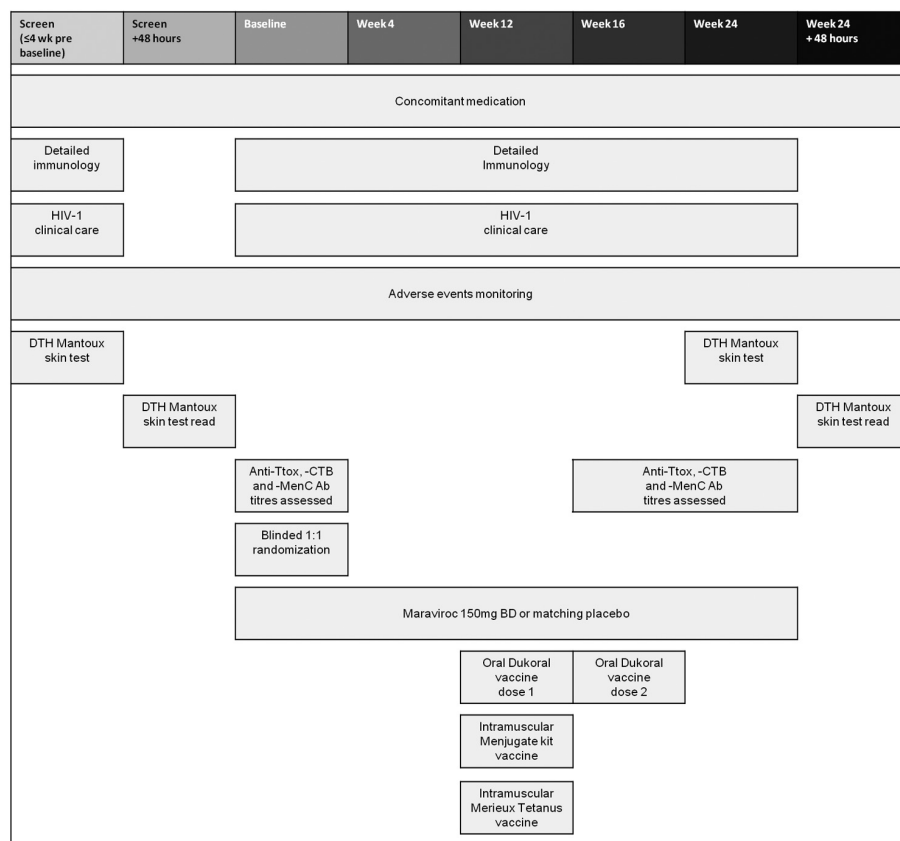 Screen
(≤4 wk pre
baseline)
Screen
+48 hours
Baseline
Week 4
Week 12
Week 16
Week 24
Week 24
+ 48 hours
Concomitant medication
Detailed
immunology
Detailed
Immunology
HIV-1
clinical care
HIV-1
clinical care
Adverse events monitoring
DTH Mantoux
skin test
DTH Mantoux
skin test
DTH Mantoux
skin test read
DTH Mantoux
skin test read
Anti-Ttox, -CTB
and -MenC Ab
titres assessed
Anti-Ttox, -CTB
and -MenC Ab
titres assessed
Blinded 1:1
randomization
Maraviroc 150mg BD or matching placebo
Oral Dukoral
vaccine
dose 1
Oral Dukoral
vaccine
dose 2
Intramuscular
Menjugate kit
vaccine
Intramuscular
Merieux Tetanus
vaccine